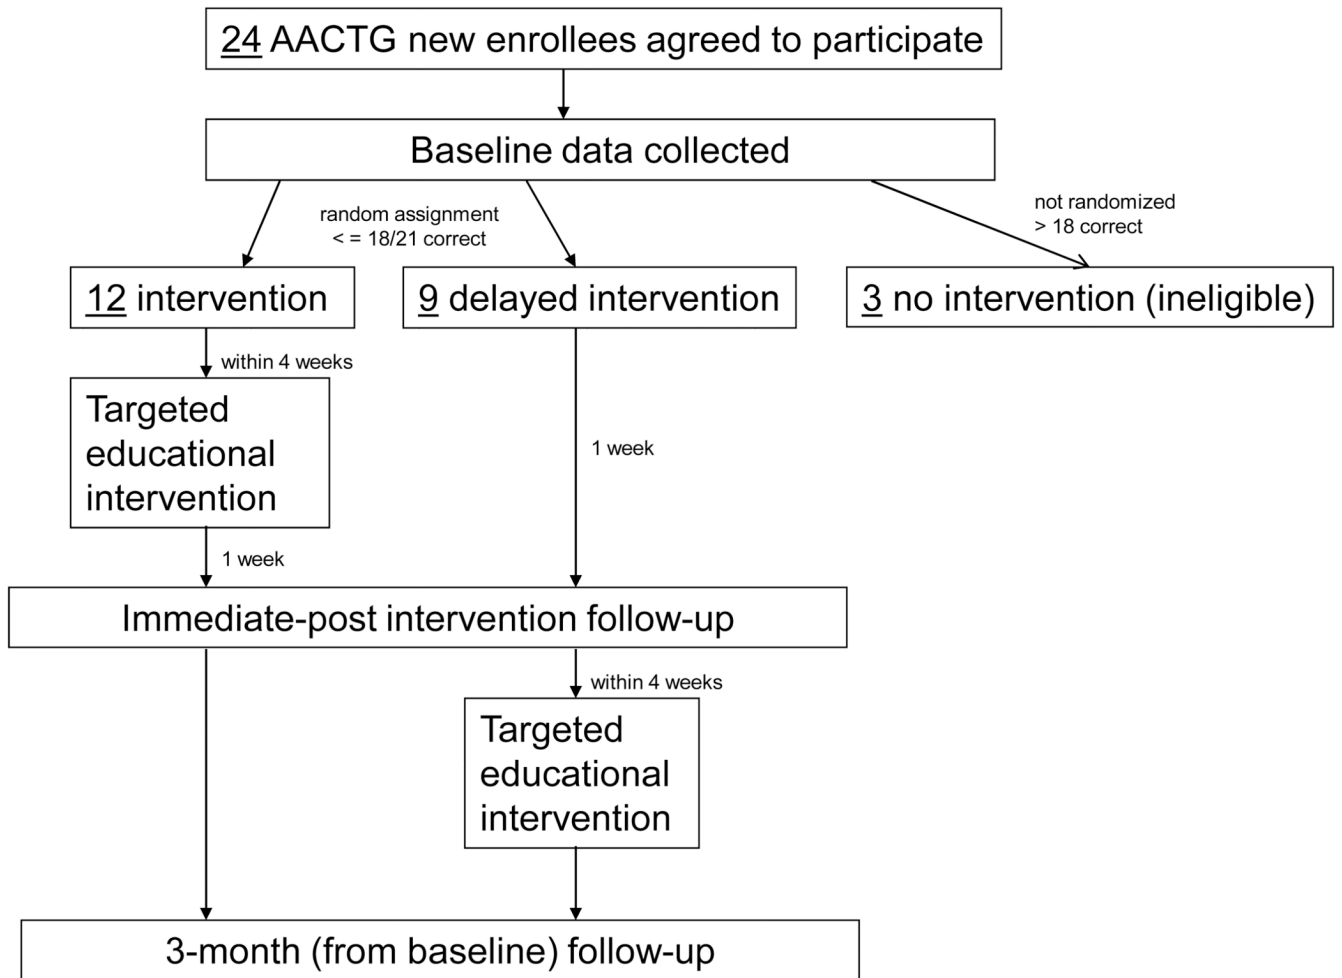 24 AACTG new enrollees agreed to participate
Baseline data collected
random assignment
< = 18/21 correct
not randomized
> 18 correct
12 intervention
9 delayed intervention
3 no intervention (ineligible)
within 4 weeks
Targeted
educational
intervention
1 week
1 week
Immediate-post intervention follow-up
within 4 weeks
Targeted
educational
intervention
3-month (from baseline) follow-up